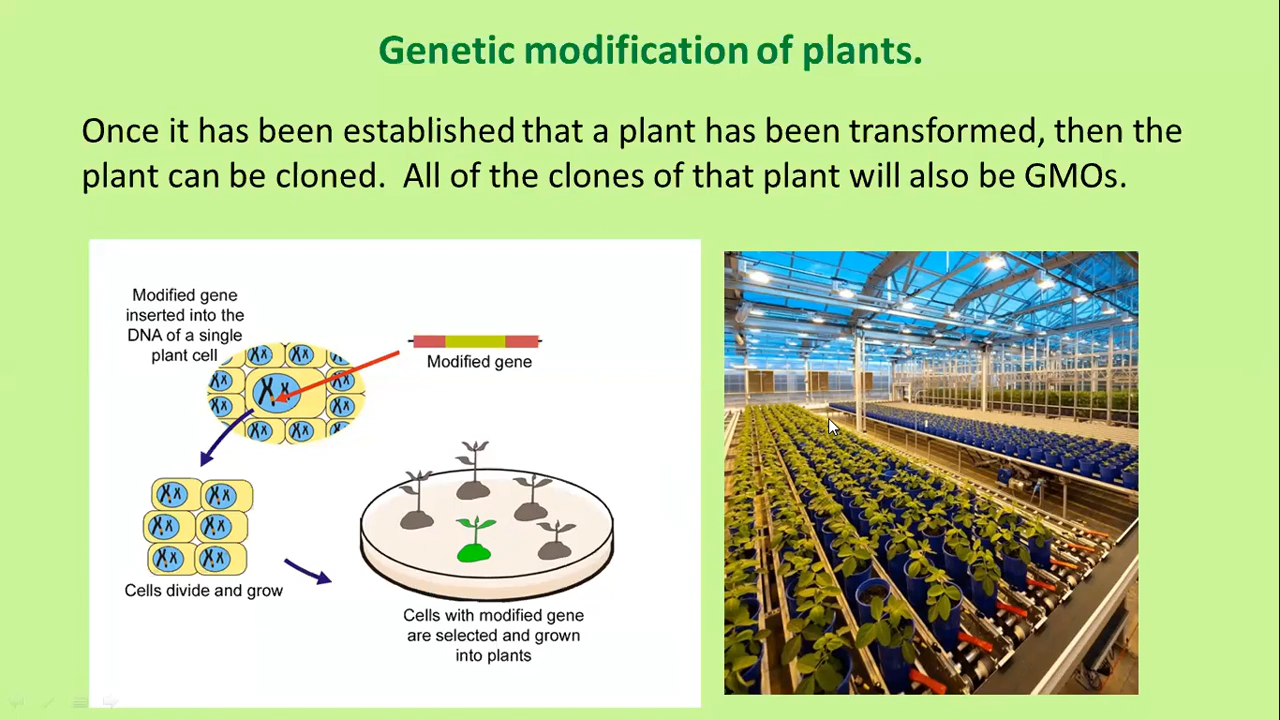 Genetic modification of plants.
Once it has been established that a plant has been transformed, then the
plant can be cloned.  All of the clones of that plant will also be GMOs.
Modified gene
inserted into the
DNA of a single
plant cell
Modified gene
Cells divide and grow
Cells with modified gene
are selected and grown
into plants